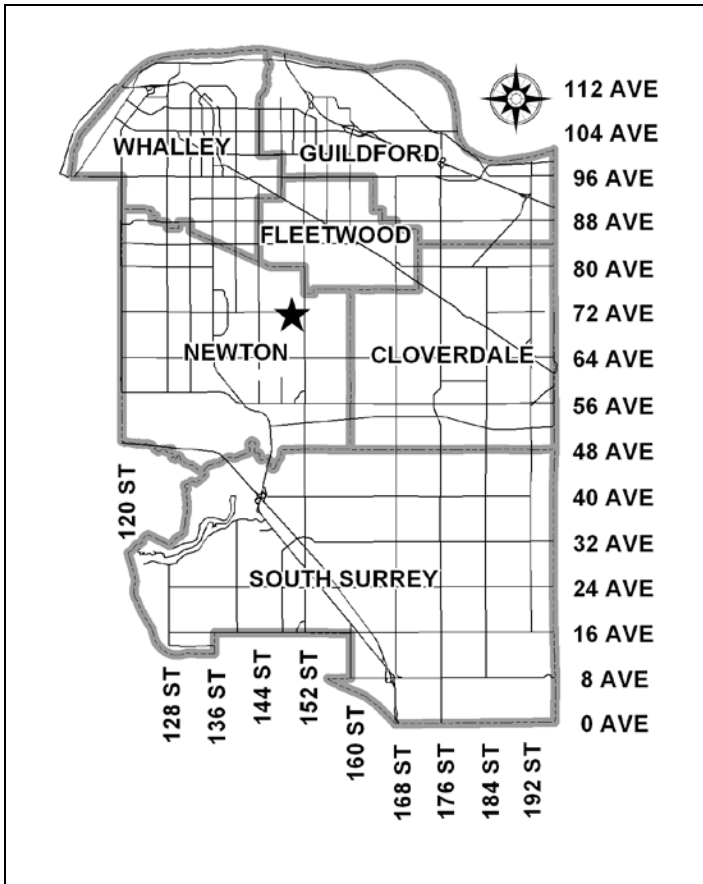 112 AVE
104 AVE
WHALLEY
GUILDFORD
96 AVE
88 AVE
FLEETWOOD
80 AVE
72 AVE
NEWTON
CLOVERDALE
64 AVE
56 AVE
48 AVE
120 ST
40 AVE
32 AVE
SOUTH SURREY
24 AVE
16 AVE
128 ST
136 ST
144 ST
152 ST
160 ST
168 ST
176 ST
184 ST
192 ST
8 AVE
0 AVE